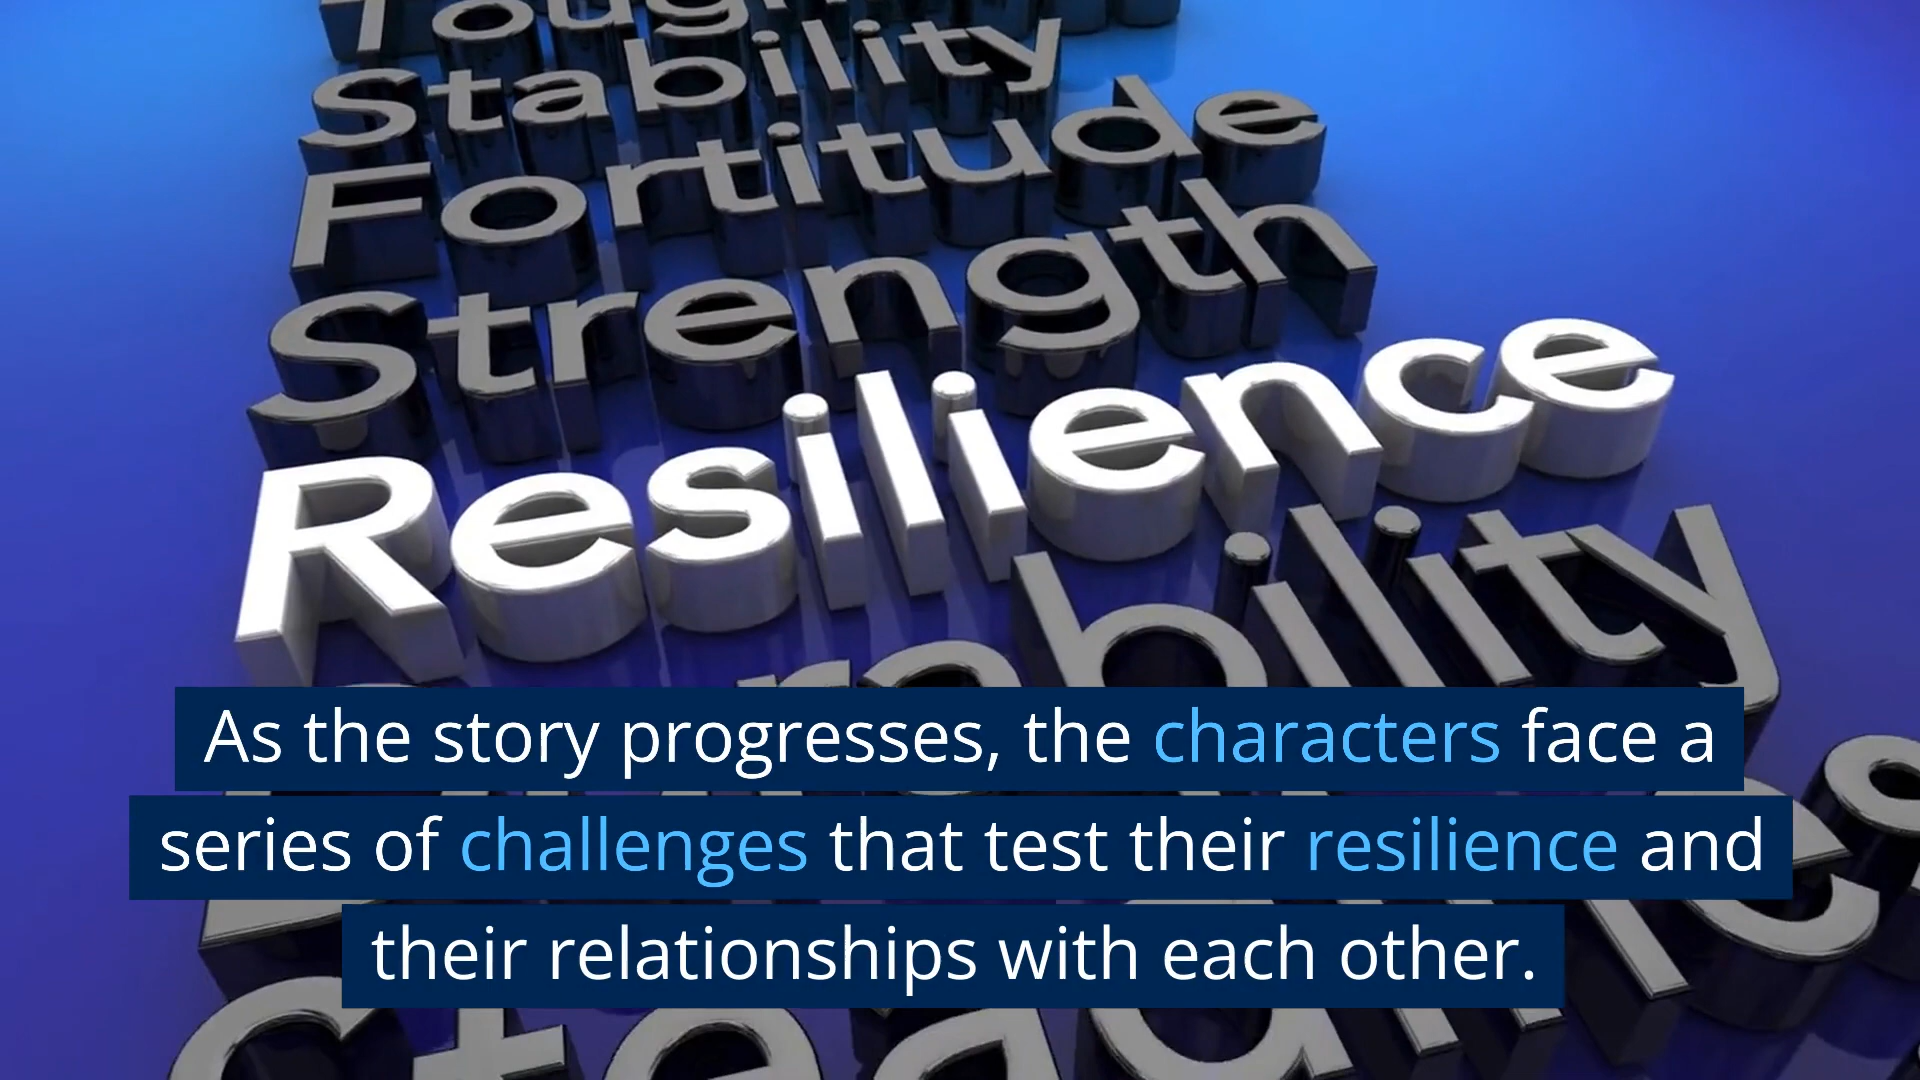 Stability
Fortitude
Strength
Resilience
As the story progresses, the characters face a
series of challenges that test their resilience and
their relationships with each other.